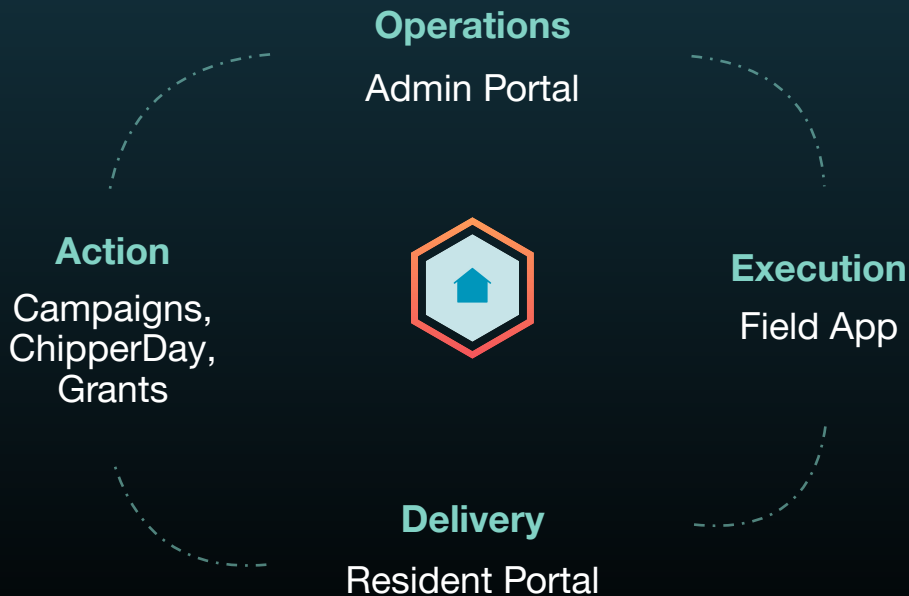 Operations
Admin Portal
Action
Campaigns,
ChipperDay,
Grants
Execution
Field App
Delivery
Resident Portal